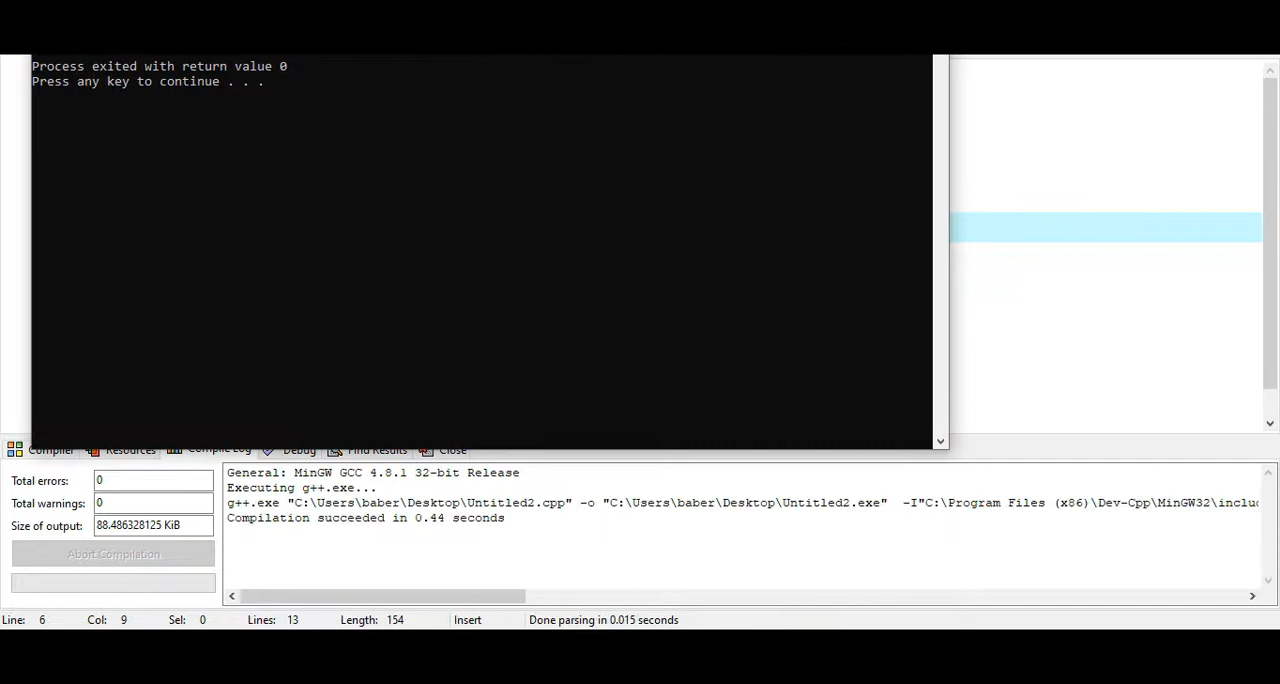 Process exited with return value 0
Press any key to continue . . .
Compiler Resources Compile Log Debug Find Results Close
Total errors: 0
Total warnings: 0
Size of output: 88.486328125 KiB
Abort Compilation
General: MinGW GCC 4.8.1 32-bit Release
Executing g++.exe...
g++.exe "C:\Users\baber\Desktop\Untitled2.cpp" -o "C:\Users\baber\Desktop\Untitled2.exe" -I"C:\Program Files (x86)\Dev-Cpp\MinGW32\inclu
Compilation succeeded in 0.44 seconds
Line: 6 Col: 9 Sel: 0 Lines: 13 Length: 154 Insert Done parsing in 0.015 seconds